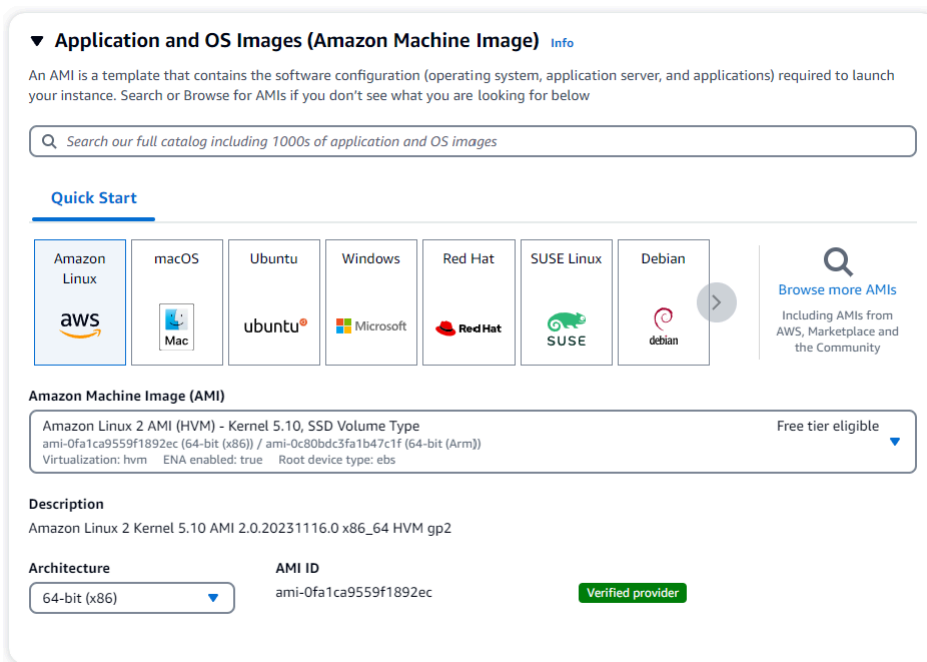 Application and OS Images (Amazon Machine Image) Info
An AMI is a template that contains the software configuration (operating system, application server, and applications) required to launch
your instance. Search or Browse for AMIs if you don't see what you are looking for below
Search our full catalog including 1000s of application and OS images
Quick Start
Amazon
Linux
aws
macOS
Mac
Ubuntu
ubuntu
Windows
Microsoft
Red Hat
Red Hat
SUSE Linux
SUSE
Debian
debian
Browse more AMIs
Including AMIs from
AWS, Marketplace and
the Community
Amazon Machine Image (AMI)
Amazon Linux 2 AMI (HVM) - Kernel 5.10, SSD Volume Type Free tier eligible
ami-0fa1ca9559f1892ec (64-bit (x86)) / ami-0c80bdc3fa1b47c1f (64-bit (Arm))
Virtualization: hvm ENA enabled: true Root device type: ebs
Description
Amazon Linux 2 Kernel 5.10 AMI 2.0.20231116.0 x86_64 HVM gp2
Architecture AMI ID
64-bit (x86) ami-0fa1ca9559f1892ec Verified provider